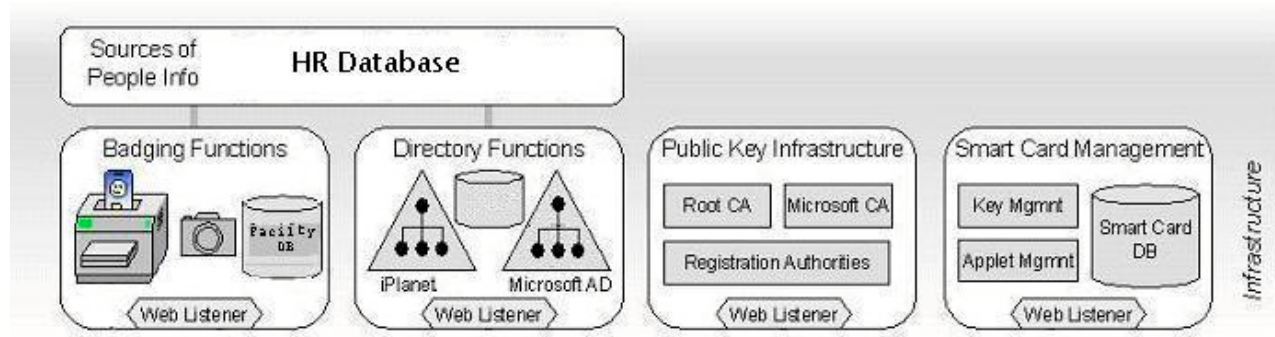 Sources of
People Info
HR Database
Badging Functions
Pacilty
DB
Web Listener
Directory Functions
iPlanet
Microsoft AD
Web Listener
Public Key Infrastructure
Root CA
Microsoft CA
Registration Authorities
Web Listener
Smart Card Management
Key Mgmnt
Applet Mgmnt
Smart Card
DB
Web Listener
Infrastructure